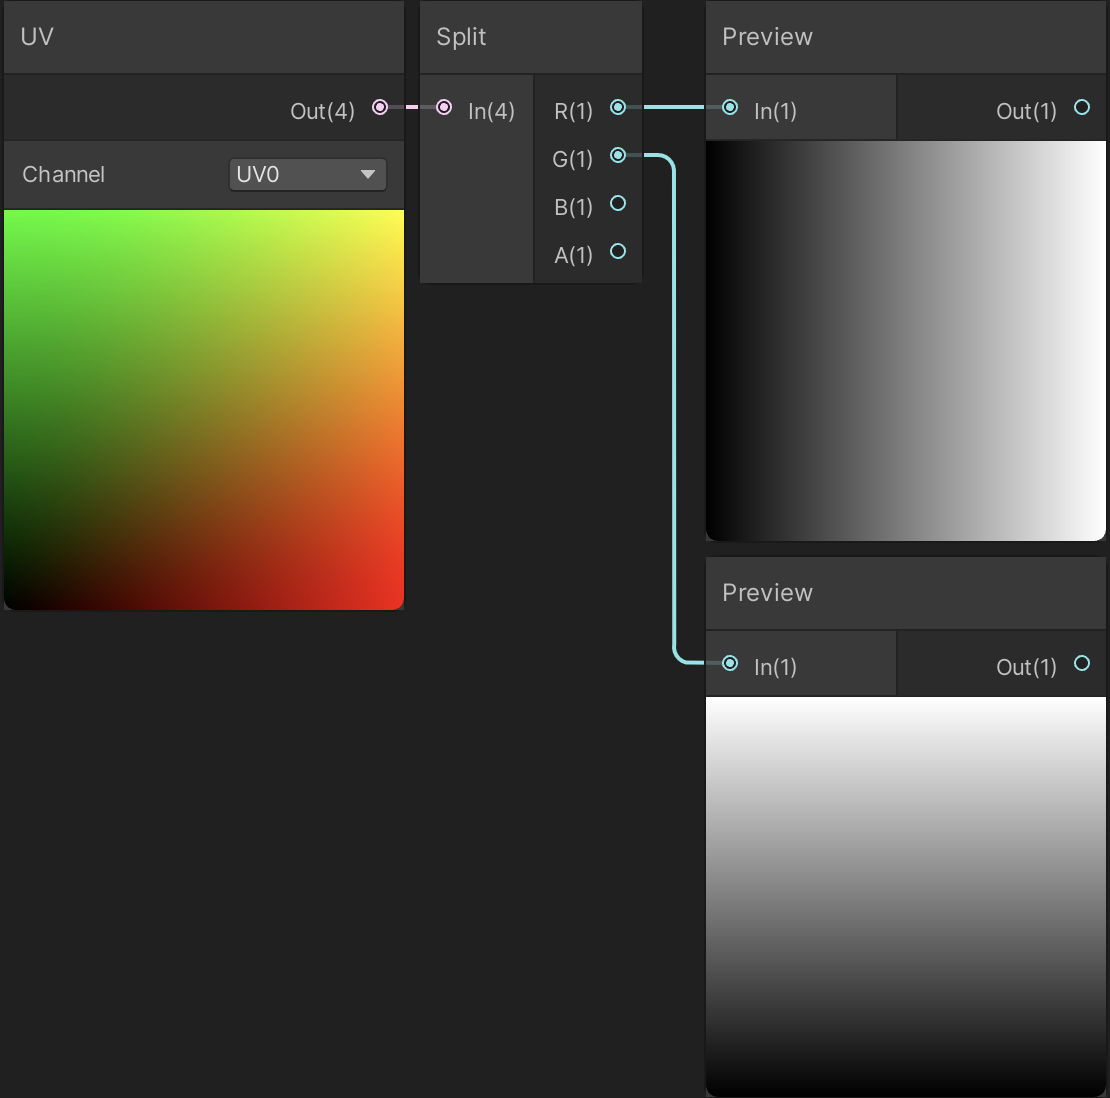 UV
Out(4)
Channel
UV0
Split
In(4)
R(1)
G(1)
B(1)
A(1)
Preview
In(1)
Out(1)
Preview
In(1)
Out(1)